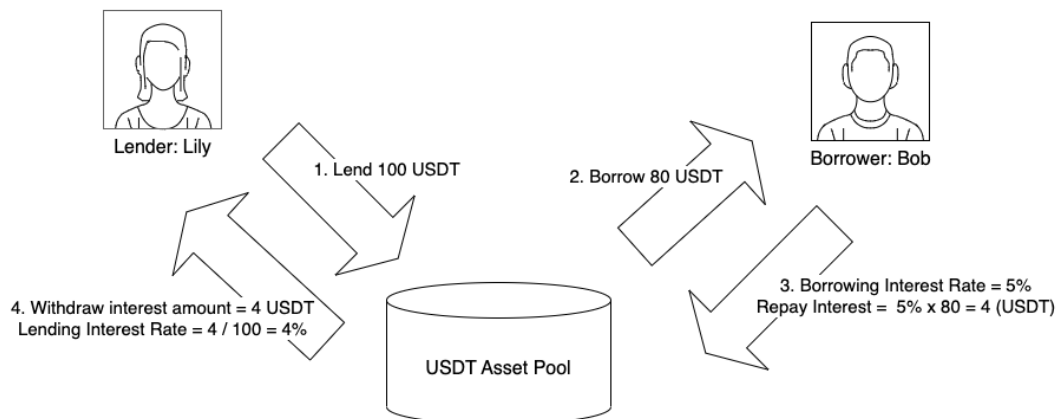 Lender: Lily
Borrower: Bob
1. Lend 100 USDT
2. Borrow 80 USDT
3. Borrowing Interest Rate = 5%
Repay Interest = 5% x 80 = 4 (USDT)
4. Withdraw interest amount = 4 USDT
Lending Interest Rate = 4 / 100 = 4%
USDT Asset Pool